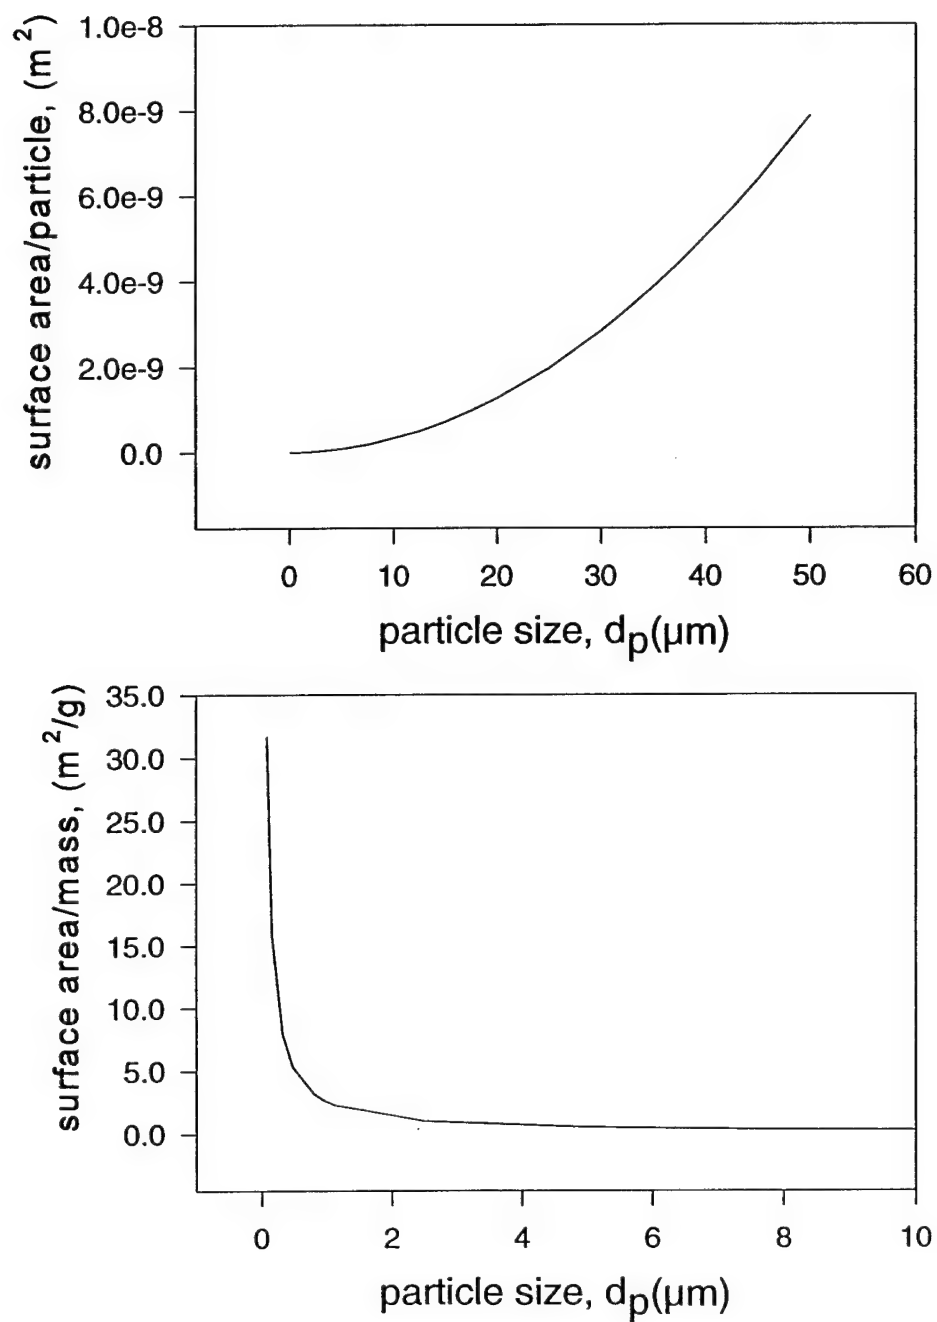 surface area/particle, (m²)
1.0e-8
8.0e-9
6.0e-9
4.0e-9
2.0e-9
0.0
0 10 20 30 40 50 60
particle size, dₚ(µm)
surface area/mass, (m²/g)
35.0
30.0
25.0
20.0
15.0
10.0
5.0
0.0
0 2 4 6 8 10
particle size, dₚ(µm)